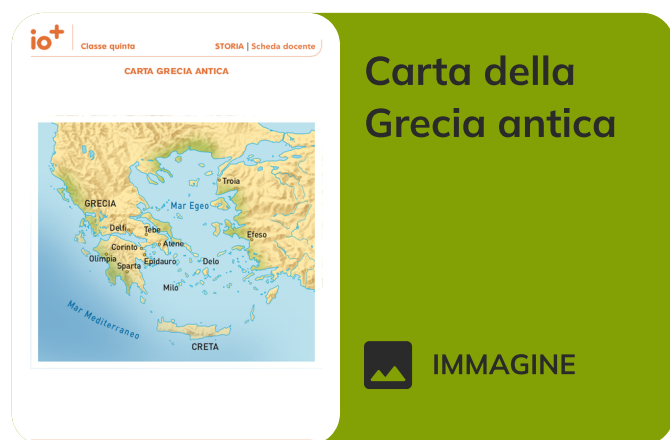 io+
Classe quinta
STORIA | Scheda docente
CARTA GRECIA ANTICA
Troia
GRECIA
Mar Egeo
Delfi
Tebe
Efeso
Corinto
Atene
Olimpia
Epidauro
Delo
Sparta
Milo
Mar Mediterraneo
CRETA
Carta della
Grecia antica
IMMAGINE